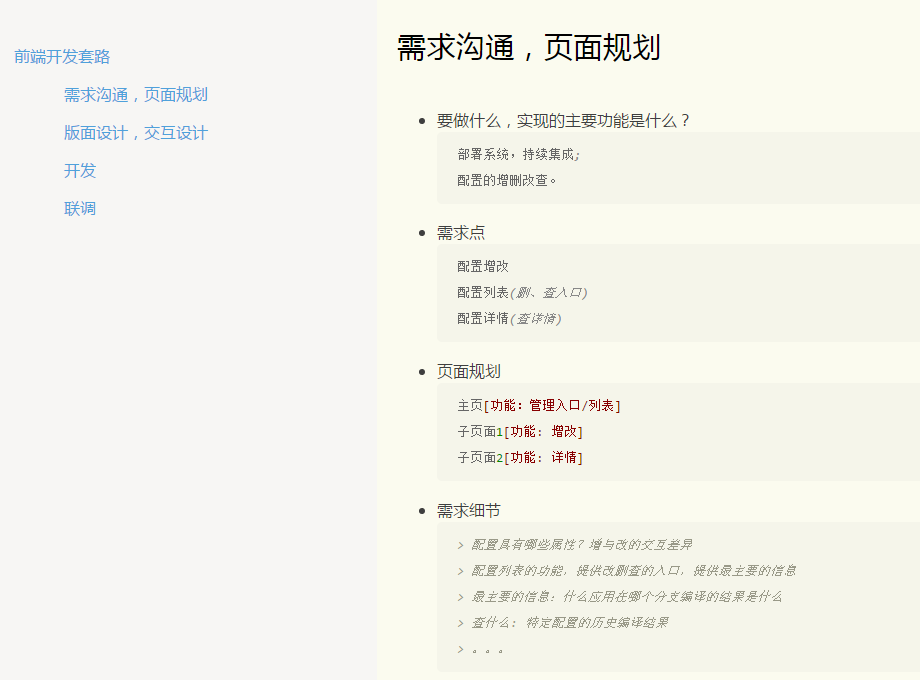 前端开发套路
需求沟通，页面规划
版面设计，交互设计
开发
联调
需求沟通，页面规划
要做什么，实现的主要功能是什么？
部署系统，持续集成;
配置的增删改查。
需求点
配置增改
配置列表(删、查入口)
配置详情(查详情)
页面规划
主页[功能：管理入口/列表]
子页面1[功能: 增改]
子页面2[功能: 详情]
需求细节
> 配置具有哪些属性？增与改的交互差异
> 配置列表的功能，提供改删查的入口，提供最主要的信息
> 最主要的信息：什么应用在哪个分支编译的结果是什么
> 查什么: 特定配置的历史编译结果
> 。。。